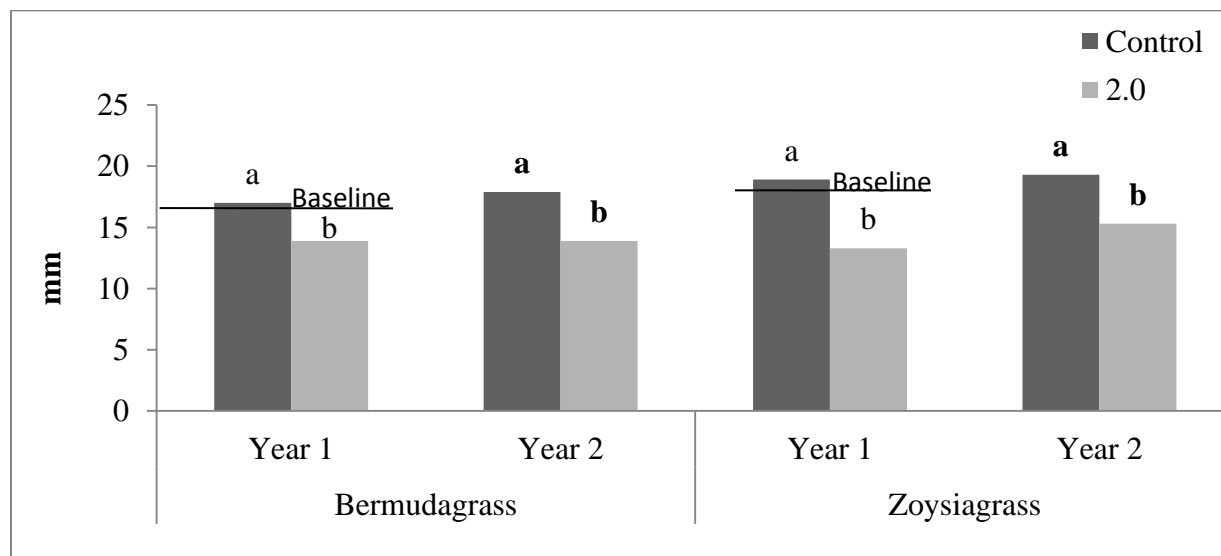 Control
2.0
25
20
15
10
5
0
mm
a
Baseline
b
a
b
a
Baseline
b
a
b
Year 1
Year 2
Year 1
Year 2
Bermudagrass
Zoysiagrass